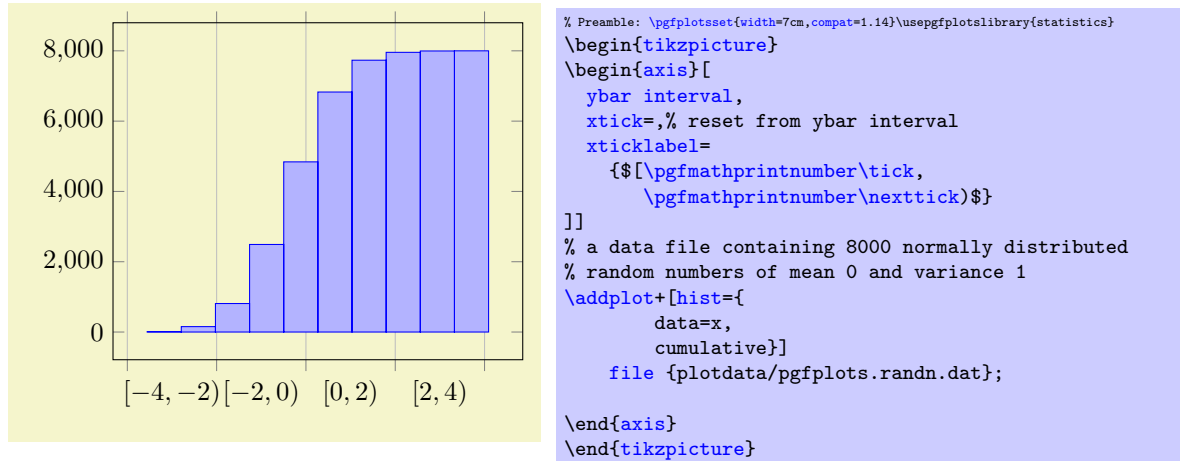 8,000
6,000
4,000
2,000
0
[−4, −2) [−2, 0) [0, 2) [2, 4)
% Preamble: \pgfplotsset{width=7cm,compat=1.14}\usepgfplotslibrary{statistics}
\begin{tikzpicture}
\begin{axis}[
  ybar interval,
  xtick=,% reset from ybar interval
  xticklabel=
    {$[\pgfmathprintnumber\tick,
       \pgfmathprintnumber\nexttick)$}
]]
% a data file containing 8000 normally distributed
% random numbers of mean 0 and variance 1
\addplot+[hist={
        data=x,
        cumulative}]
    file {plotdata/pgfplots.randn.dat};
\end{axis}
\end{tikzpicture}